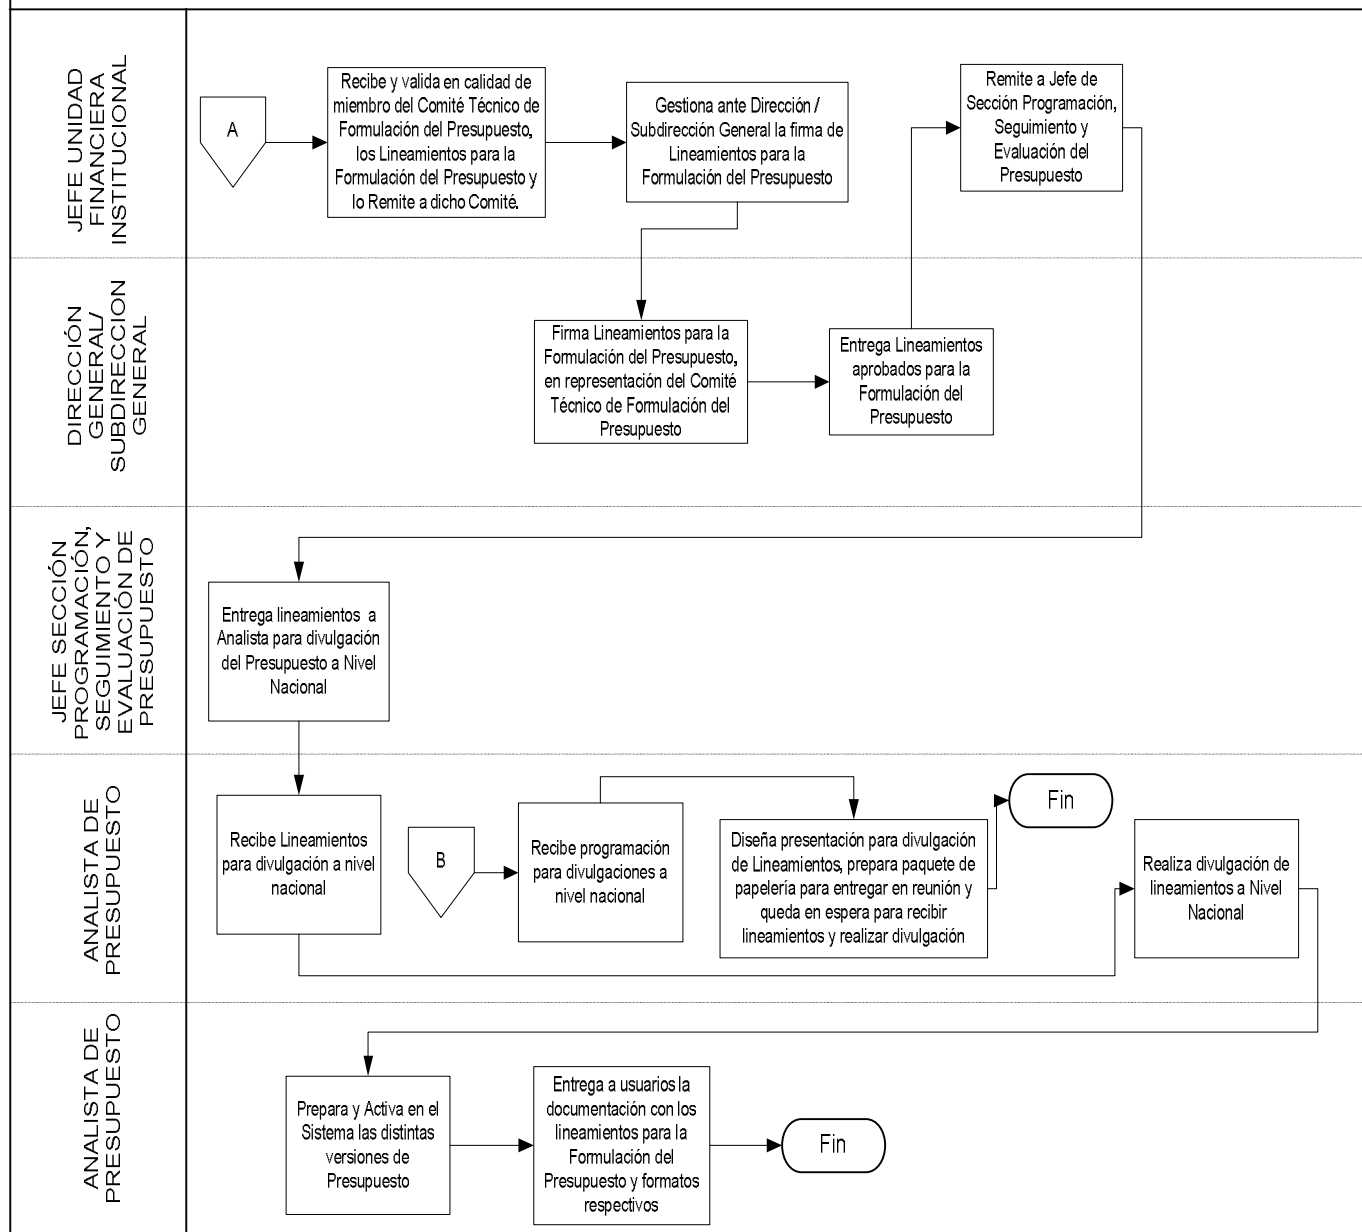 JEFE UNIDAD
FINANCIERA
INSTITUCIONAL
A
Recibe y valida en calidad de
miembro del Comité Técnico de
Formulación del Presupuesto,
los Lineamientos para la
Formulación del Presupuesto y
lo Remite a dicho Comité.
Gestiona ante Dirección /
Subdirección General la firma de
Lineamientos para la
Formulación del Presupuesto
Remite a Jefe de
Sección Programación,
Seguimiento y
Evaluación del
Presupuesto
DIRECCIÓN
GENERAL/
SUBDIRECCION
GENERAL
Firma Lineamientos para la
Formulación del Presupuesto,
en representación del Comité
Técnico de Formulación del
Presupuesto
Entrega Lineamientos
aprobados para la
Formulación del
Presupuesto
JEFE SECCIÓN
PROGRAMACIÓN,
SEGUIMIENTO Y
EVALUACIÓN DE
PRESUPUESTO
Entrega lineamientos a
Analista para divulgación
del Presupuesto a Nivel
Nacional
ANALISTA DE
PRESUPUESTO
Recibe Lineamientos
para divulgación a nivel
nacional
B
Recibe programación
para divulgaciones a
nivel nacional
Diseña presentación para divulgación
de Lineamientos, prepara paquete de
papelería para entregar en reunión y
queda en espera para recibir
lineamientos y realizar divulgación
Fin
Realiza divulgación de
lineamientos a Nivel
Nacional
ANALISTA DE
PRESUPUESTO
Prepara y Activa en el
Sistema las distintas
versiones de
Presupuesto
Entrega a usuarios la
documentación con los
lineamientos para la
Formulación del
Presupuesto y formatos
respectivos
Fin